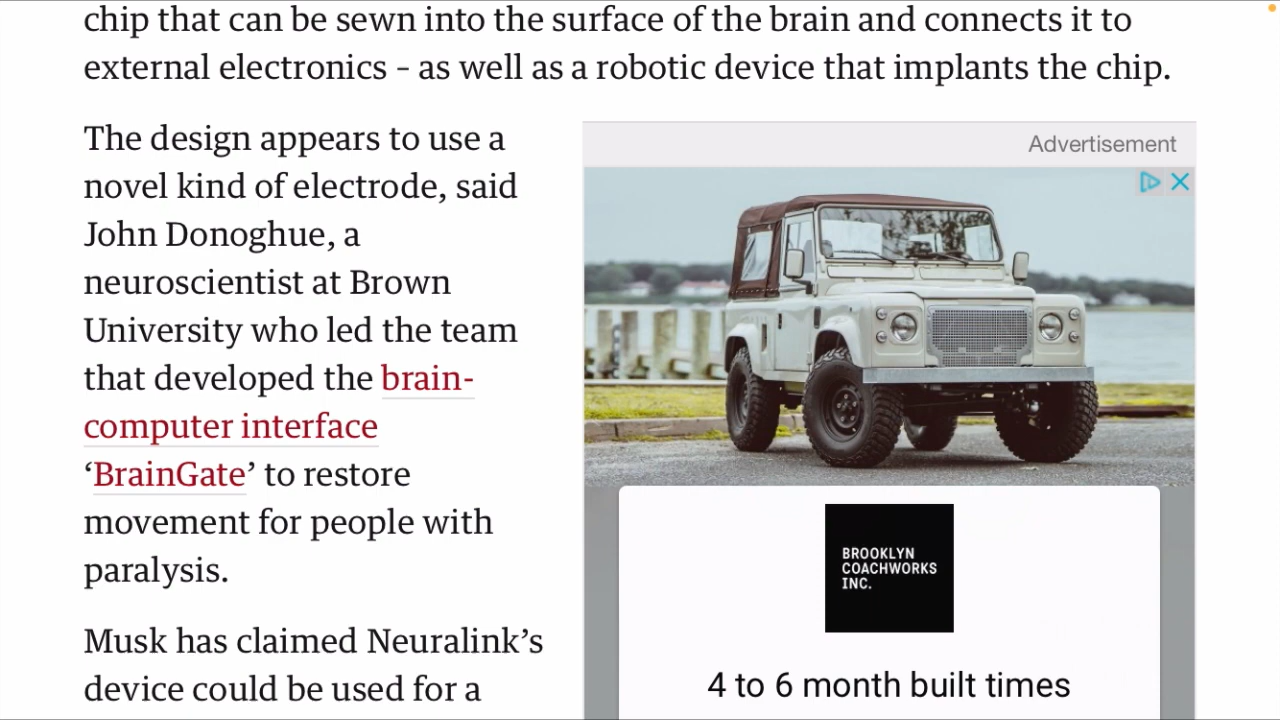 chip that can be sewn into the surface of the brain and connects it to
external electronics – as well as a robotic device that implants the chip.
The design appears to use a
novel kind of electrode, said
John Donoghue, a
neuroscientist at Brown
University who led the team
that developed the brain-
computer interface
‘BrainGate’ to restore
movement for people with
paralysis.
Musk has claimed Neuralink’s
device could be used for a
Advertisement
BROOKLYN
COACHWORKS
INC.
4 to 6 month built times